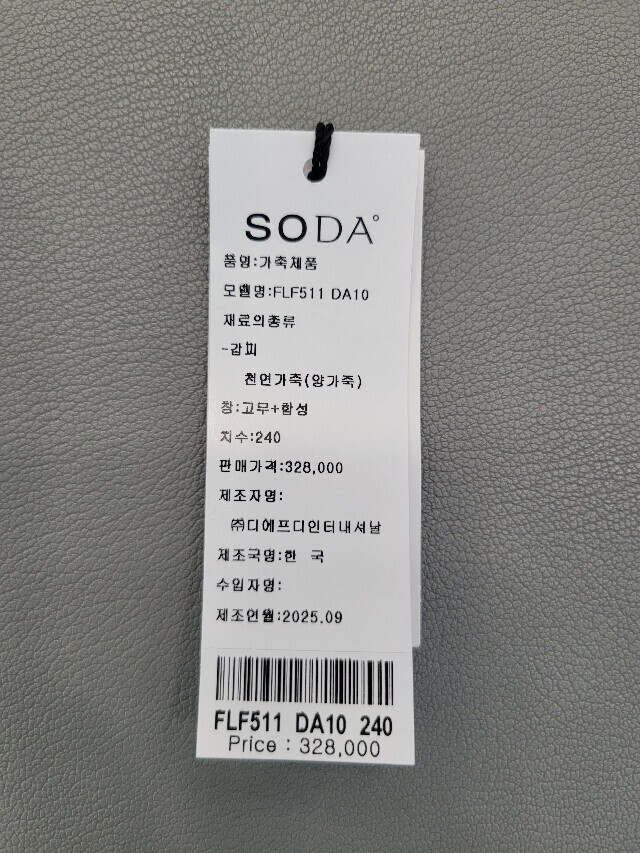 SODA°
품명:가죽제품
모델명:FLF511 DA10
재료의종류
-갑피
천연가죽(양가죽)
창:고무+합성
치수:240
판매가격:328,000
제조자명:
㈜디에프디인터내셔날
제조국명:한 국
수입자명:
제조연월:2025.09
FLF511 DA10 240
Price : 328,000